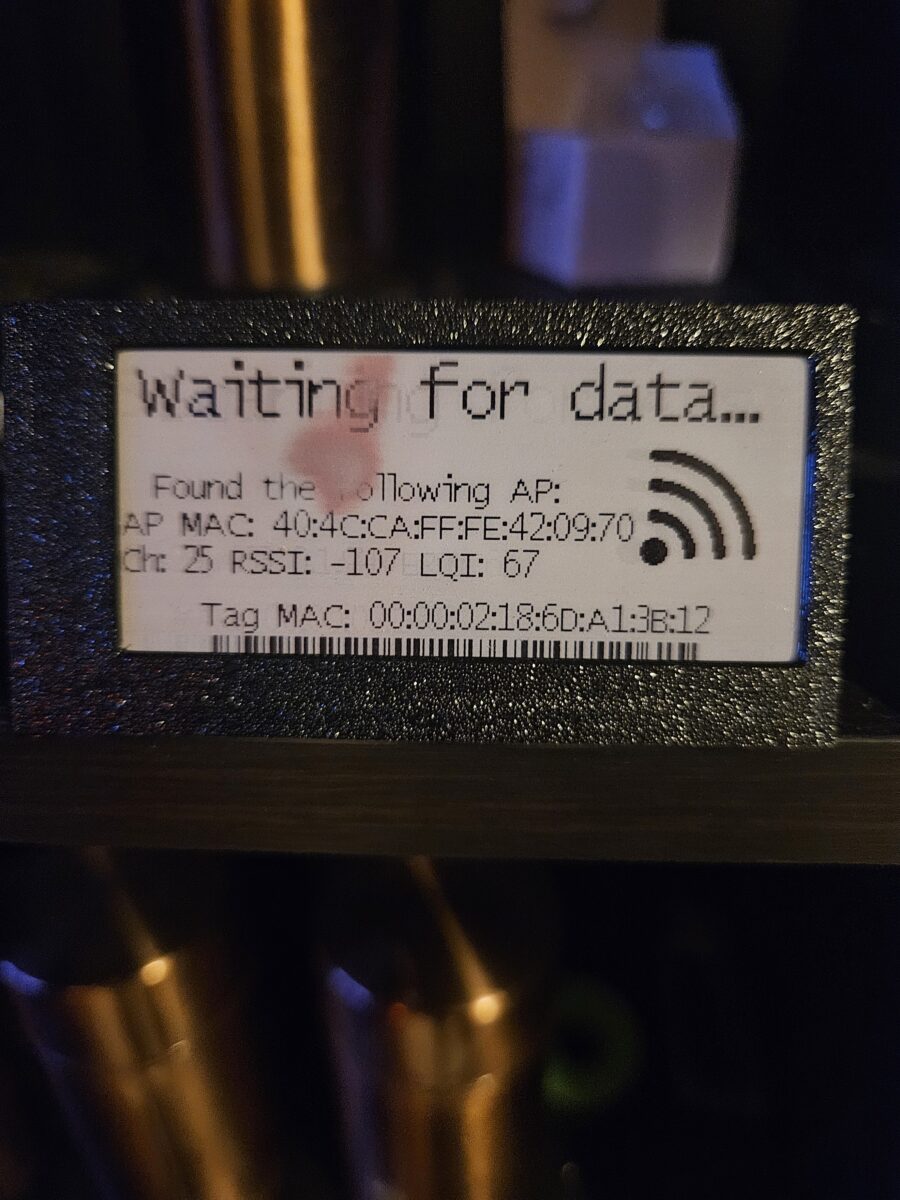 Waiting for data...
Found the following AP:
AP MAC: 40:4C:CA:FF:FE:42:09:70
Ch: 25 RSSI: -107 LQI: 67
Tag MAC: 00:00:02:18:6D:A1:3B:12